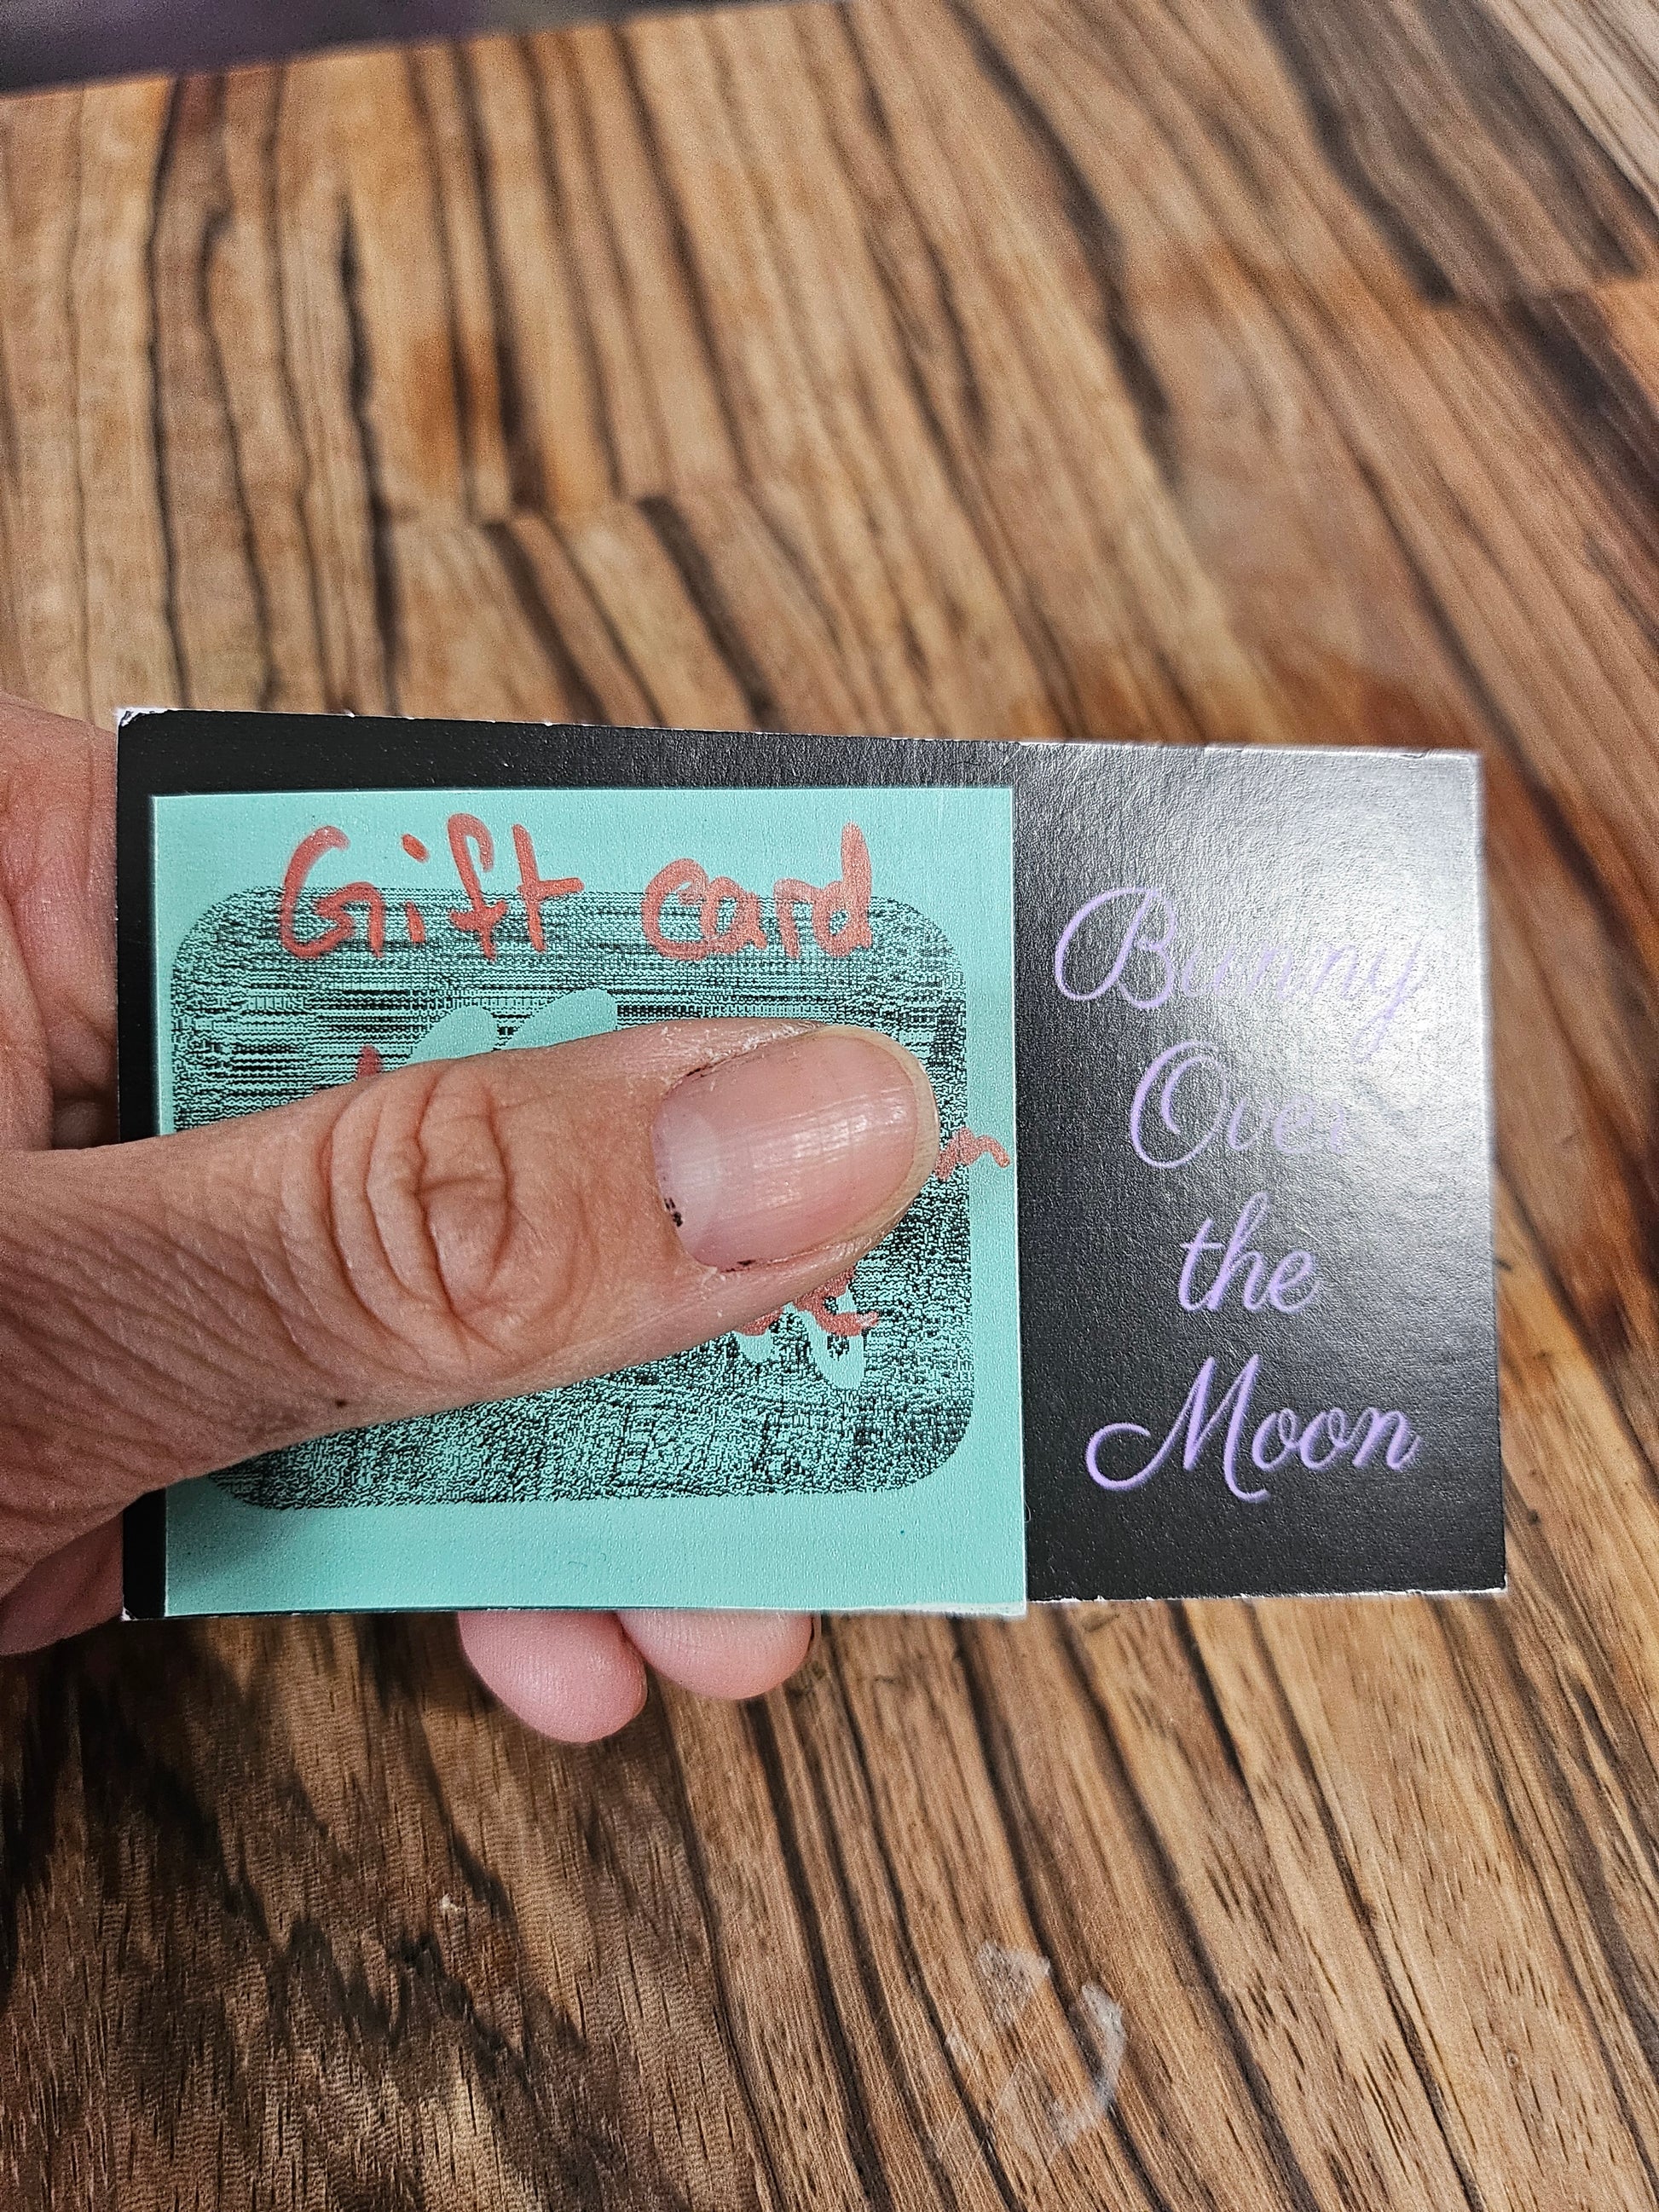 Gift card
Bunny
Over
the
Moon